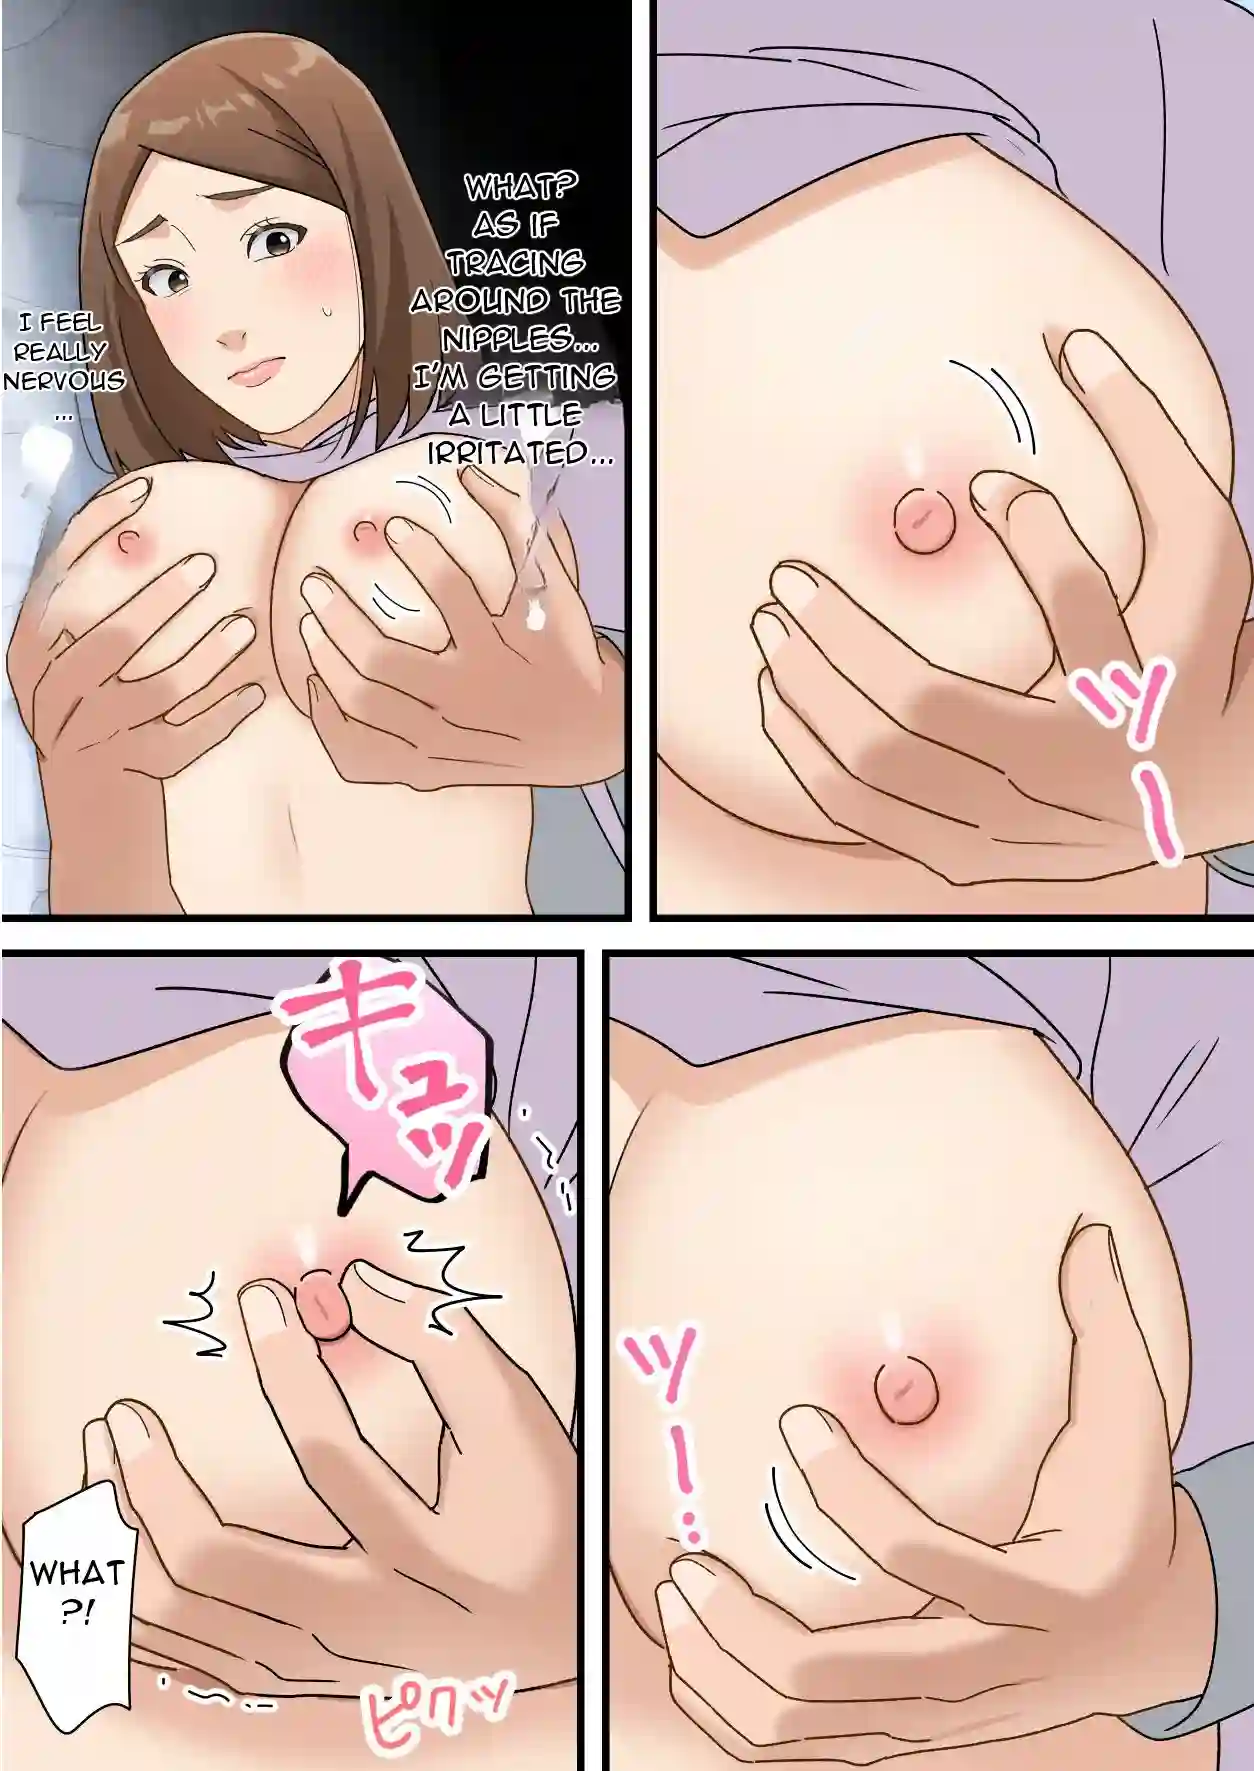 WHAT?
AS IF
TRACING
AROUND THE
NIPPLES...
I'M GETTING
A LITTLE
IRRITATED...
I FEEL
REALLY
NERVOUS
...
ツー
ツー...
キュッ
WHAT
?!
ピクッ